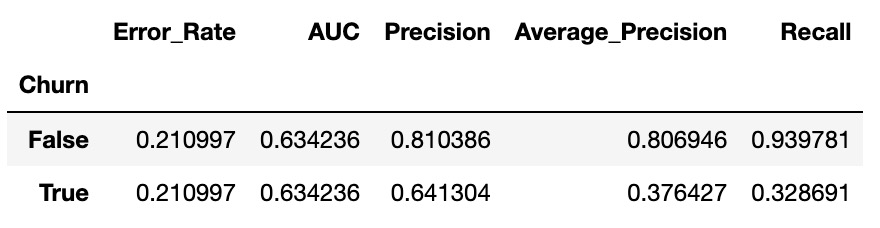 Error_Rate AUC Precision Average_Precision Recall
Churn
False 0.210997 0.634236 0.810386 0.806946 0.939781
True 0.210997 0.634236 0.641304 0.376427 0.328691